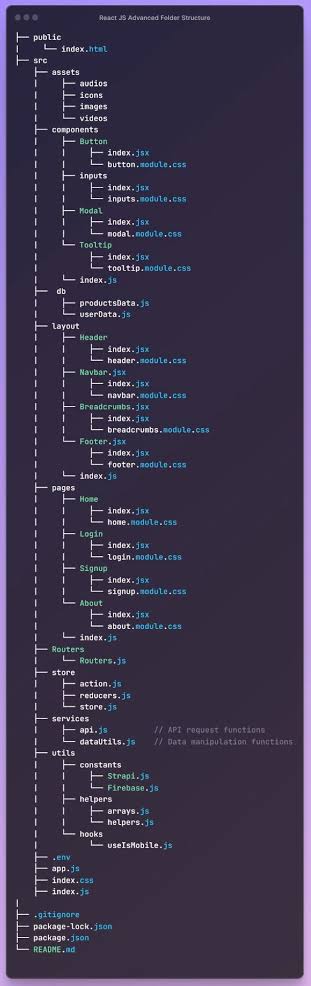 React JS Advanced Folder Structure
├── public
│   └── index.html
├── src
│   ├── assets
│   │   ├── audios
│   │   ├── icons
│   │   ├── images
│   │   └── videos
│   ├── components
│   │   ├── Button
│   │   │   ├── index.jsx
│   │   │   └── button.module.css
│   │   ├── inputs
│   │   │   ├── index.jsx
│   │   │   └── inputs.module.css
│   │   ├── Modal
│   │   │   ├── index.jsx
│   │   │   └── modal.module.css
│   │   └── Tooltip
│   │   │   ├── index.jsx
│   │   │   └── tooltip.module.css
│   │   └── index.js
│   ├── db
│   │   ├── productsData.js
│   │   └── userData.js
│   ├── layout
│   │   ├── Header
│   │   │   ├── index.jsx
│   │   │   └── header.module.css
│   │   ├── Navbar.jsx
│   │   │   ├── index.jsx
│   │   │   └── navbar.module.css
│   │   ├── Breadcrumbs.jsx
│   │   │   ├── index.jsx
│   │   │   └── breadcrumbs.module.css
│   │   └── Footer.jsx
│   │   │   ├── index.jsx
│   │   │   └── footer.module.css
│   │   └── index.js
│   ├── pages
│   │   ├── Home
│   │   │   ├── index.jsx
│   │   │   └── home.module.css
│   │   ├── Login
│   │   │   ├── index.jsx
│   │   │   └── login.module.css
│   │   ├── Signup
│   │   │   ├── index.jsx
│   │   │   └── signup.module.css
│   │   └── About
│   │   │   ├── index.jsx
│   │   │   └── about.module.css
│   │   └── index.js
│   ├── Routers
│   │   └── Routers.js
│   ├── store
│   │   ├── action.js
│   │   ├── reducers.js
│   │   └── store.js
│   ├── services
│   │   ├── api.js // API request functions
│   │   └── dataUtils.js // Data manipulation functions
│   ├── utils
│   │   ├── constants
│   │   │   ├── Strapi.js
│   │   │   └── Firebase.js
│   │   ├── helpers
│   │   │   ├── arrays.js
│   │   │   └── helpers.js
│   │   └── hooks
│   │   │   └── useIsMobile.js
│   ├── .env
│   ├── app.js
│   ├── index.css
│   ├── index.js
|
├── .gitignore
├── package-lock.json
├── package.json
└── README.md